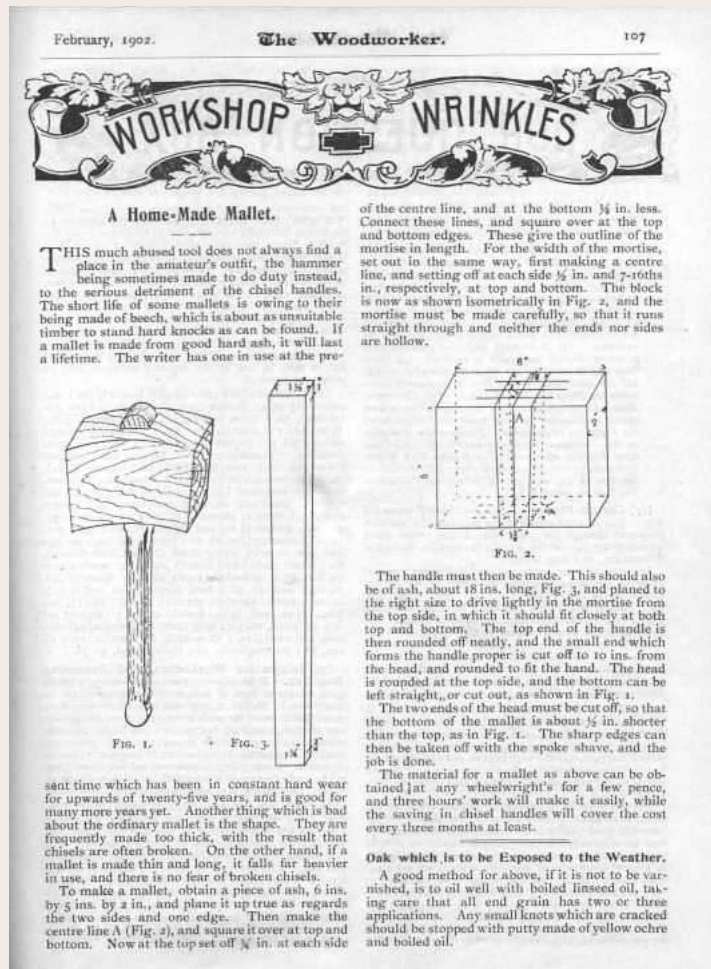 February, 1902.
The Woodworker.
107
WORKSHOP WRINKLES
A Home-Made Mallet.
THIS much abused tool does not always find a
place in the amateur's outfit, the hammer
being sometimes made to do duty instead,
to the serious detriment of the chisel handles.
The short life of some mallets is owing to their
being made of beech, which is about as unsuitable
timber to stand hard knocks as can be found. If
a mallet is made from good hard ash, it will last
a lifetime. The writer has one in use at the pre-
FIG. 1.
FIG. 3.
sent time which has been in constant hard wear
for upwards of twenty-five years, and is good for
many more years yet. Another thing which is bad
about the ordinary mallet is the shape. They are
frequently made too thick, with the result that
chisels are often broken. On the other hand, if a
mallet is made thin and long, it falls far heavier
in use, and there is no fear of broken chisels.
To make a mallet, obtain a piece of ash, 6 ins.
by 5 ins. by 2 in., and plane it up true as regards
the two sides and one edge. Then make the
centre line A (Fig. 2), and square it over at top and
bottom. Now at the top set off in. at each side
of the centre line, and at the bottom in. less.
Connect these lines, and square over at the top
and bottom edges. These give the outline of the
mortise in length. For the width of the mortise,
set out in the same way, first making a centre
line, and setting off at each side ½ in. and 7-16ths
in., respectively, at top and bottom. The block
is now as shown isometrically in Fig. 2, and the
mortise must be made carefully, so that it runs
straight through and neither the ends nor sides
are hollow.
6"
A
FIG. 2.
The handle must then be made. This should also
be of ash, about 18 ins. long, Fig. 3, and planed to
the right size to drive lightly in the mortise from
the top side, in which it should fit closely at both
top and bottom. The top end of the handle is
then rounded off neatly, and the small end which
forms the handle proper is cut off to 10 ins. from
the head, and rounded to fit the hand. The head
is rounded at the top side, and the bottom can be
left straight, or cut out, as shown in Fig. 1.
The two ends of the head must be cut off, so that
the bottom of the mallet is about ½ in. shorter
than the top, as in Fig. 1. The sharp edges can
then be taken off with the spoke shave, and the
job is done.
The material for a mallet as above can be ob-
tained at any wheelwright's for a few pence,
and three hours' work will make it easily, while
the saving in chisel handles will cover the cost
every three months at least.
Oak which is to be Exposed to the Weather.
A good method for above, if it is not to be var-
nished, is to oil well with boiled linseed oil, tak-
ing care that all end grain has two or three
applications. Any small knots which are cracked
should be stopped with putty made of yellow ochre
and boiled oil.